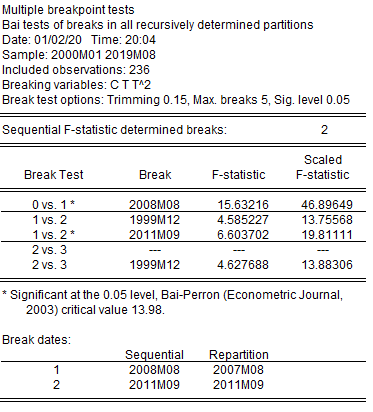 Multiple breakpoint tests
Bai tests of breaks in all recursively determined partitions
Date: 01/02/20 Time: 20:04
Sample: 2000M01 2019M08
Included observations: 236
Breaking variables: C T T^2
Break test options: Trimming 0.15, Max. breaks 5, Sig. level 0.05
Sequential F-statistic determined breaks: 2
Scaled
Break Test Break F-statistic F-statistic
0 vs. 1 * 2008M08 15.63216 46.89649
1 vs. 2 1999M12 4.585227 13.75568
1 vs. 2 * 2011M09 6.603702 19.81111
2 vs. 3 --- --- ---
2 vs. 3 1999M12 4.627688 13.88306
* Significant at the 0.05 level, Bai-Perron (Econometric Journal,
2003) critical value 13.98.
Break dates:
Sequential Repartition
1 2008M08 2007M08
2 2011M09 2011M09